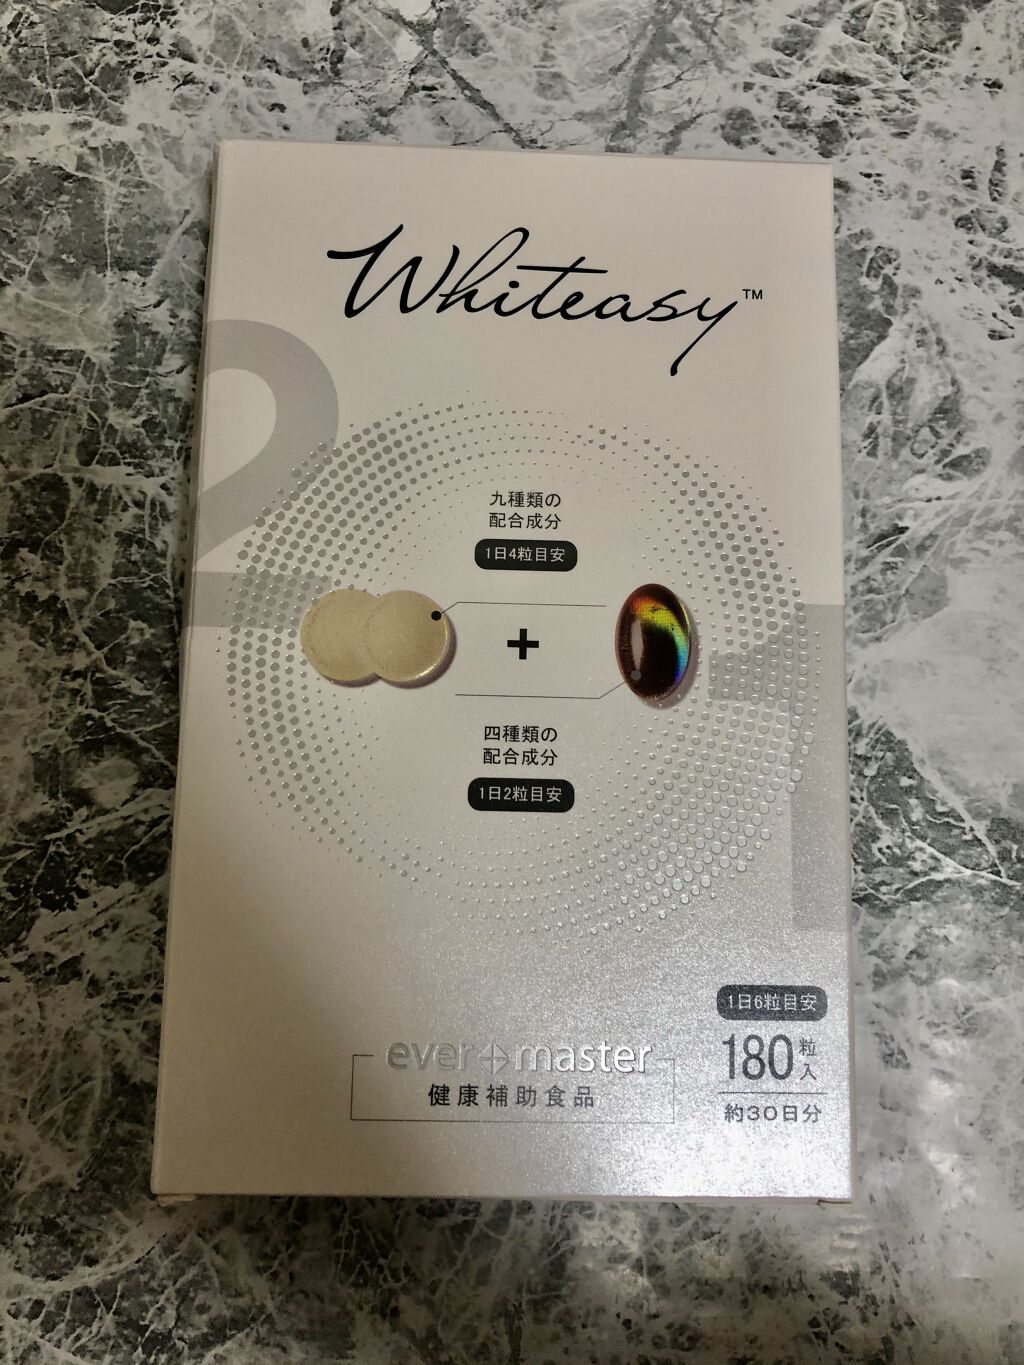 Whiteasy™
2
1
九種類の
配合成分
1日4粒目安
+
四種類の
配合成分
1日2粒目安
1日6粒目安
180粒入
約30日分
ever+master
健康補助食品